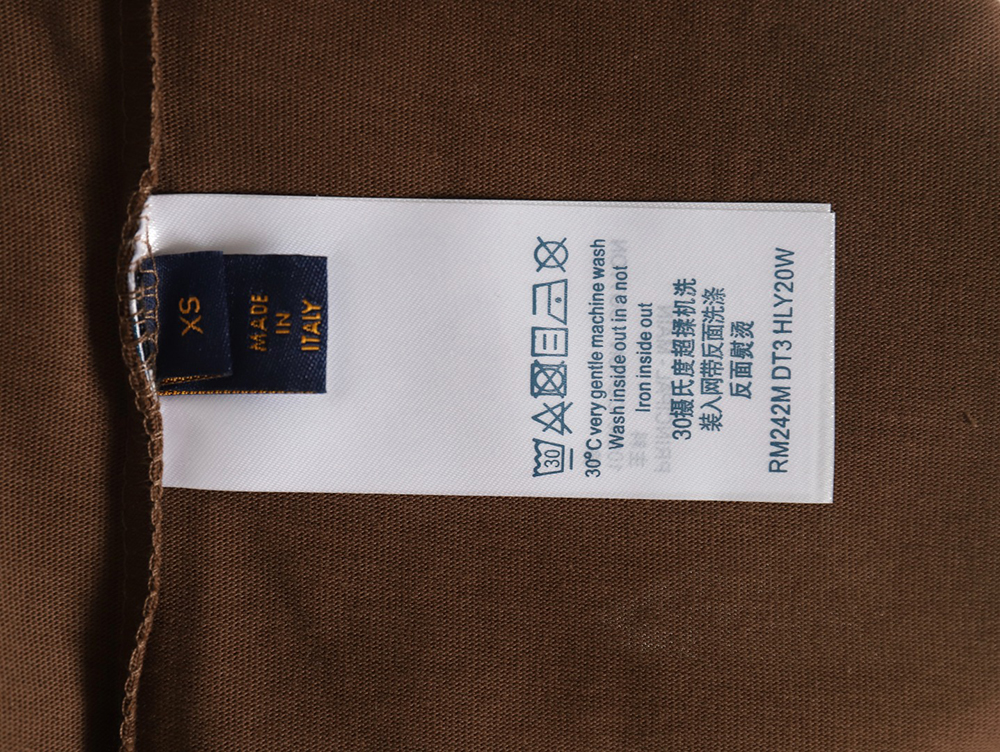 XS
MADE
IN
ITALY
30
30°C very gentle machine wash
Wash inside out in a not
Iron inside out
30摄氏度超揉机洗
装入网带反面洗涤
反面熨烫
RM242M DT3 HLY20W